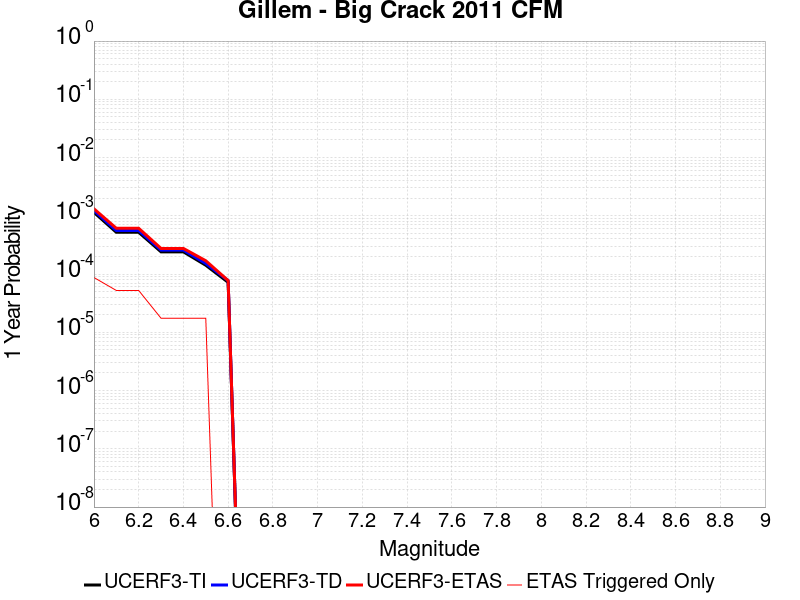 Gillem - Big Crack 2011 CFM
10^0
10^-1
10^-2
10^-3
10^-4
10^-5
10^-6
10^-7
10^-8
1 Year Probability
6 6.2 6.4 6.6 6.8 7 7.2 7.4 7.6 7.8 8 8.2 8.4 8.6 8.8 9
Magnitude
UCERF3-TI UCERF3-TD UCERF3-ETAS ETAS Triggered Only